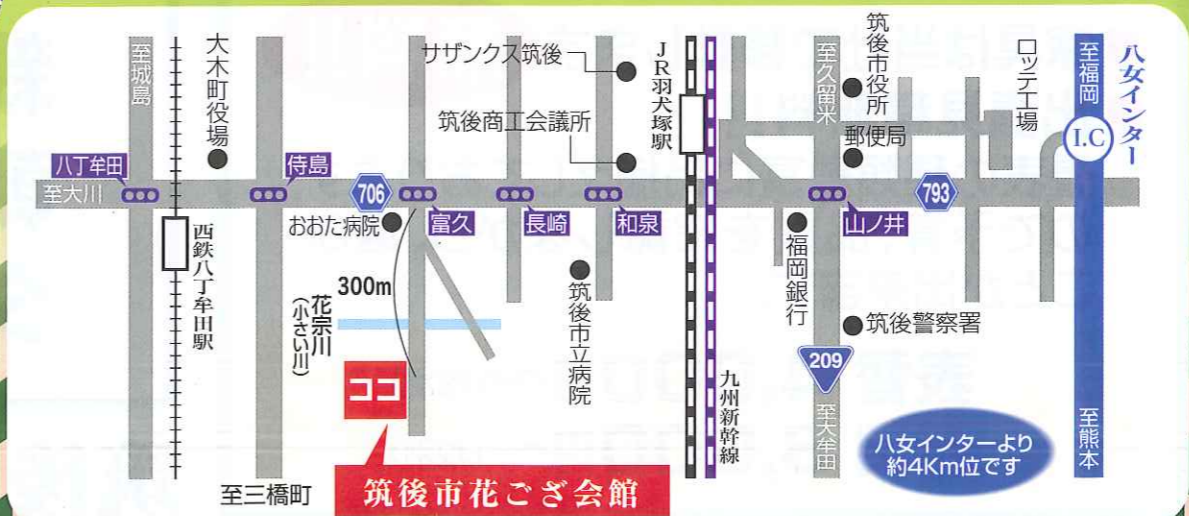 至城島
大木町役場
サザンクス筑後
JR羽犬塚駅
至久留米
筑後市役所
ロッテ工場
至福岡
八女インター
筑後商工会議所
郵便局
I.C
八丁牟田
侍島
至大川
706
793
おおた病院
富久
長崎
和泉
山ノ井
西鉄八丁牟田駅
300m
花宗川
(小さい川)
筑後市立病院
福岡銀行
筑後警察署
209
ココ
九州新幹線
至大牟田
八女インターより
約4Km位です
至熊本
至三橋町
筑後市花ござ会館